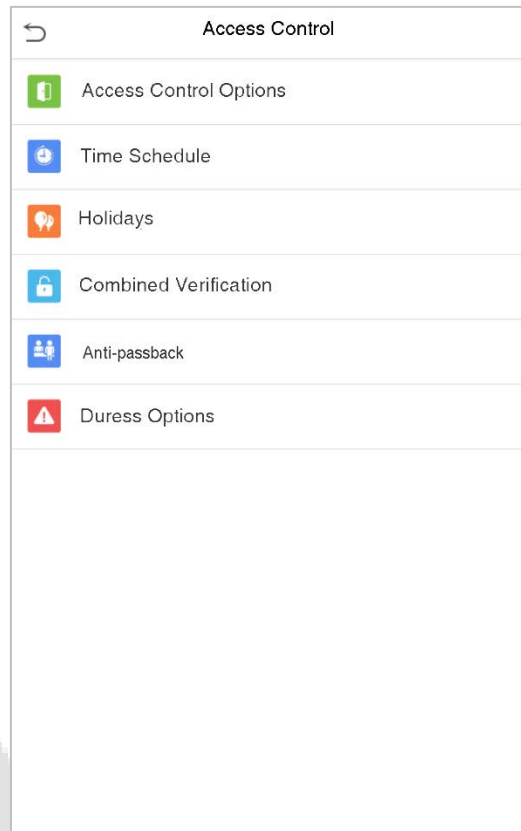 Access Control
Access Control Options
Time Schedule
Holidays
Combined Verification
Anti-passback
Duress Options